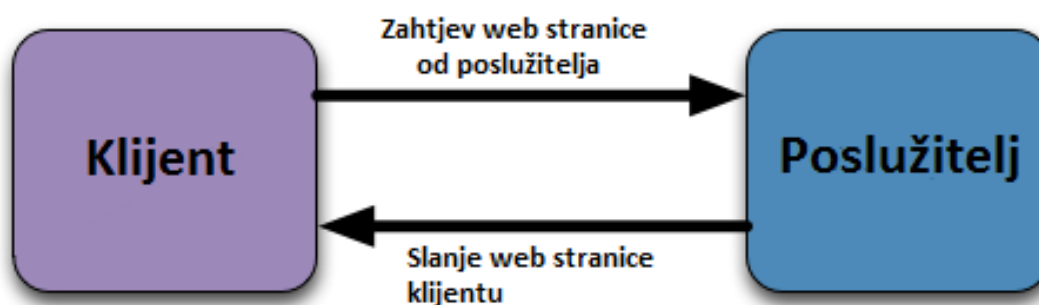 Zahtjev web stranice
od poslužitelja
Klijent
Poslužitelj
Slanje web stranice
klijentu